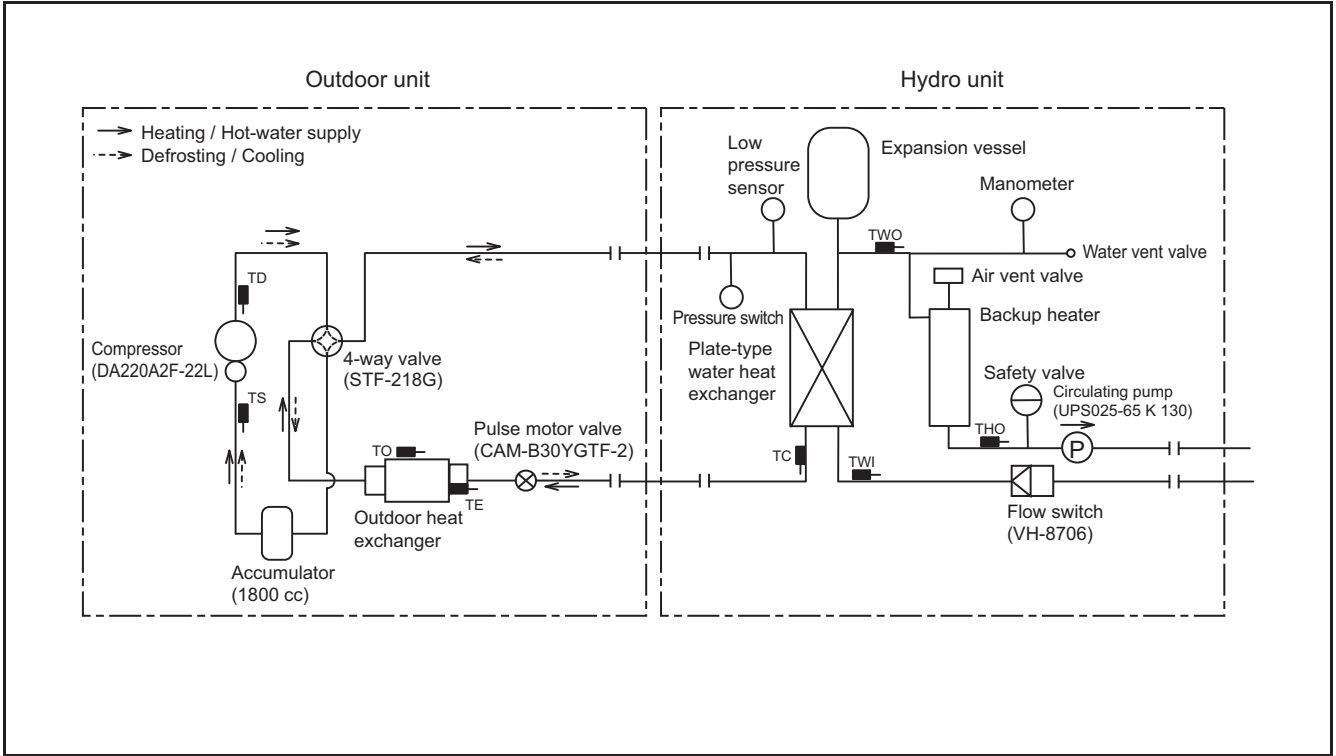 Outdoor unit
Hydro unit
Heating / Hot-water supply
Defrosting / Cooling
Low
pressure
sensor
Expansion vessel
Manometer
TWO
Water vent valve
Air vent valve
TD
Pressure switch
Backup heater
Compressor
(DA220A2F-22L)
4-way valve
(STF-218G)
Plate-type
water heat
exchanger
Safety valve
Circulating pump
(UPS025-65 K 130)
TS
Pulse motor valve
(CAM-B30YGTF-2)
TO
THO
P
TC
TWI
TE
Outdoor heat
exchanger
Flow switch
(VH-8706)
Accumulator
(1800 cc)